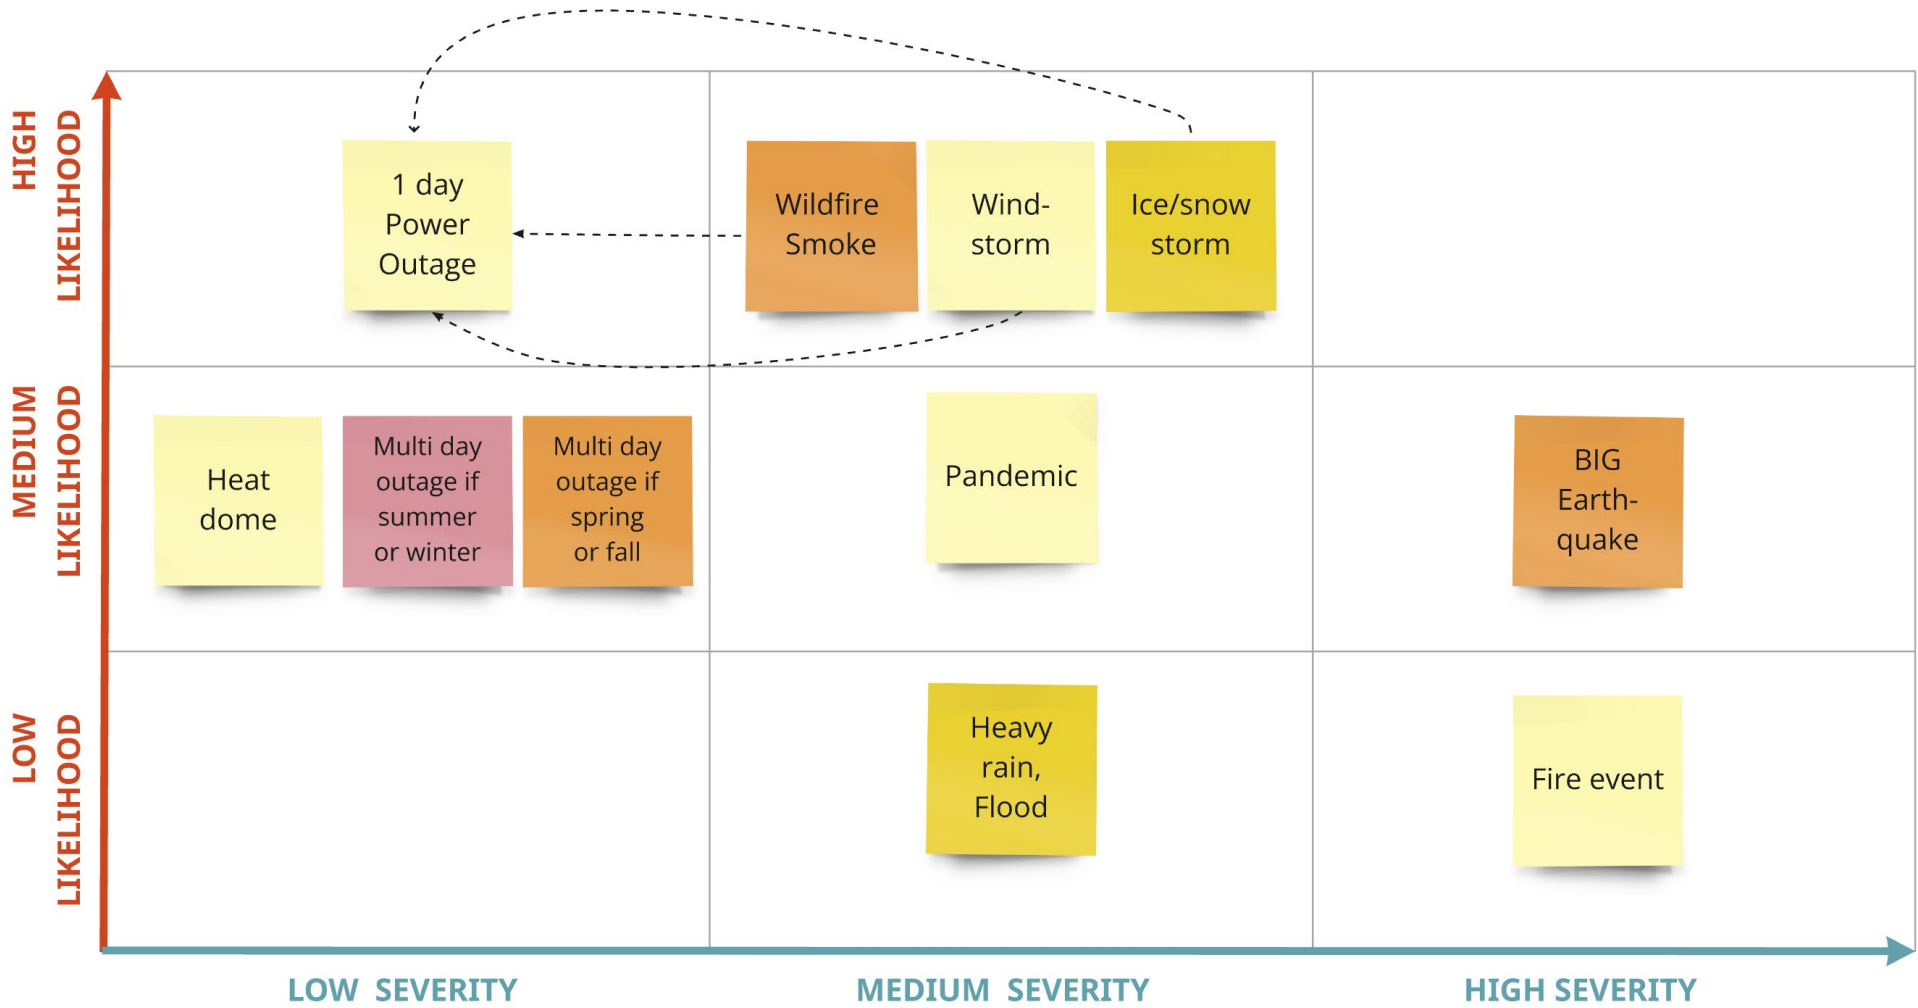 HIGH
LIKELIHOOD
1 day
Power
Outage
Wildfire
Smoke
Wind-
storm
Ice/snow
storm
MEDIUM
LIKELIHOOD
Heat
dome
Multi day
outage if
summer
or winter
Multi day
outage if
spring
or fall
Pandemic
BIG
Earth-
quake
LOW
LIKELIHOOD
Heavy
rain,
Flood
Fire event
LOW SEVERITY
MEDIUM SEVERITY
HIGH SEVERITY